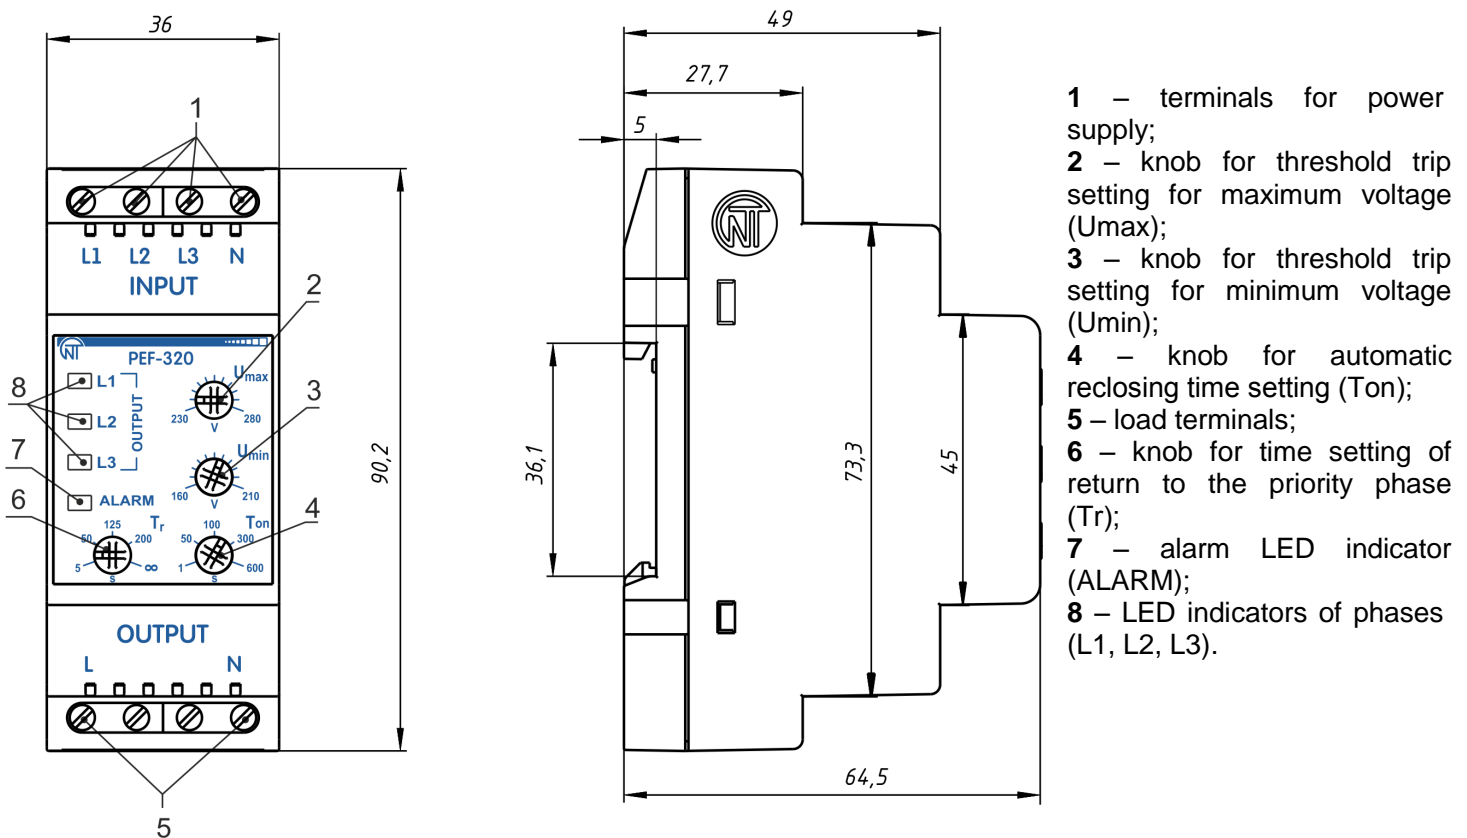 36
1
L1 L2 L3 N
INPUT
2
NT
PEF-320
8
L1
Umax
L2
OUTPUT
230 V 280
3
L3
Umin
7
ALARM
160 V 210
6
125 Tr
50 200
5 s ∞
100 Ton
50 300
1 s 600
4
OUTPUT
L N
5
90,2
49
27,7
5
NT
36,1
73,3
45
64,5
1 – terminals for power
supply;
2 – knob for threshold trip
setting for maximum voltage
(Umax);
3 – knob for threshold trip
setting for minimum voltage
(Umin);
4 – knob for automatic
reclosing time setting (Ton);
5 – load terminals;
6 – knob for time setting of
return to the priority phase
(Tr);
7 – alarm LED indicator
(ALARM);
8 – LED indicators of phases
(L1, L2, L3).